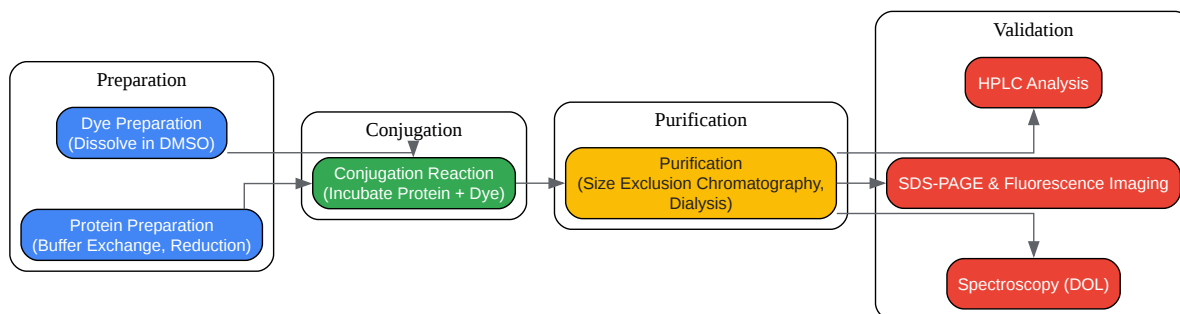 Preparation
Dye Preparation
(Dissolve in DMSO)
Protein Preparation
(Buffer Exchange, Reduction)
Conjugation
Conjugation Reaction
(Incubate Protein + Dye)
Purification
Purification
(Size Exclusion Chromatography,
Dialysis)
Validation
HPLC Analysis
SDS-PAGE & Fluorescence Imaging
Spectroscopy (DOL)